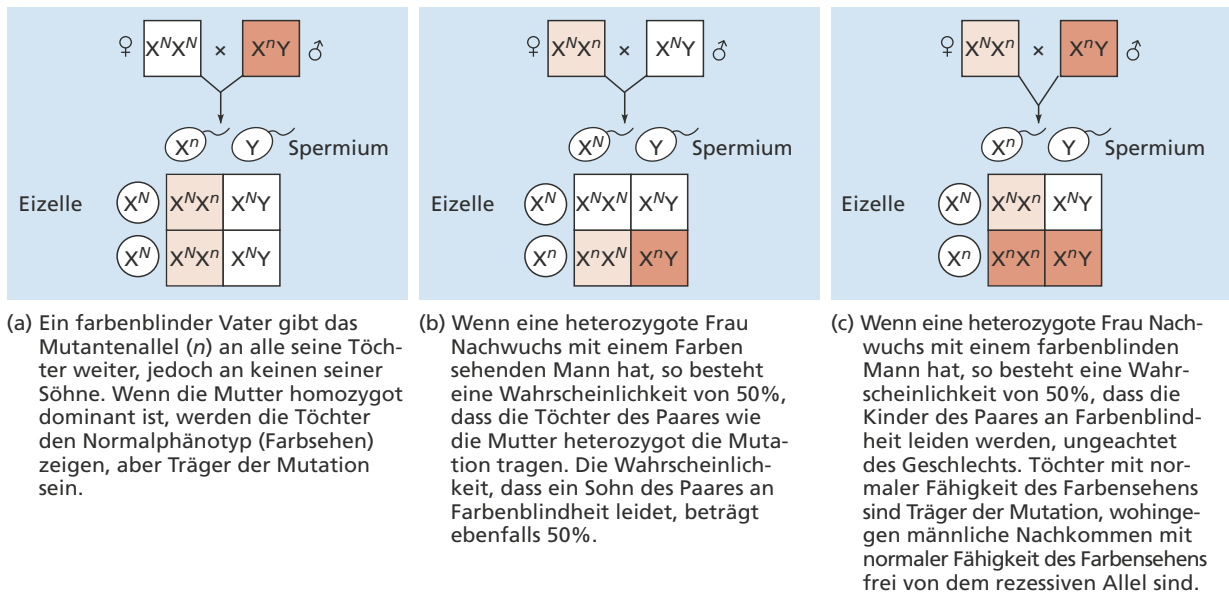 ♀ XᴺXᴺ × XⁿY ♂
Xⁿ Y Spermium
Eizelle Xᴺ XᴺXⁿ XᴺY
Xᴺ XᴺXⁿ XᴺY
(a) Ein farbenblinder Vater gibt das
Mutantenallel (n) an alle seine Töch-
ter weiter, jedoch an keinen seiner
Söhne. Wenn die Mutter homozygot
dominant ist, werden die Töchter
den Normalphänotyp (Farbsehen)
zeigen, aber Träger der Mutation
sein.
♀ XᴺXⁿ × XᴺY ♂
Xᴺ Y Spermium
Eizelle Xᴺ XᴺXᴺ XᴺY
Xⁿ XⁿXᴺ XⁿY
(b) Wenn eine heterozygote Frau
Nachwuchs mit einem Farben
sehenden Mann hat, so besteht
eine Wahrscheinlichkeit von 50%,
dass die Töchter des Paares wie
die Mutter heterozygot die Muta-
tion tragen. Die Wahrscheinlich-
keit, dass ein Sohn des Paares an
Farbenblindheit leidet, beträgt
ebenfalls 50%.
♀ XᴺXⁿ × XⁿY ♂
Xⁿ Y Spermium
Eizelle Xᴺ XᴺXⁿ XᴺY
Xⁿ XⁿXⁿ XⁿY
(c) Wenn eine heterozygote Frau Nach-
wuchs mit einem farbenblinden
Mann hat, so besteht eine Wahr-
scheinlichkeit von 50%, dass die
Kinder des Paares an Farbenblind-
heit leiden werden, ungeachtet
des Geschlechts. Töchter mit nor-
maler Fähigkeit des Farbensehens
sind Träger der Mutation, wohinge-
gen männliche Nachkommen mit
normaler Fähigkeit des Farbensehens
frei von dem rezessiven Allel sind.